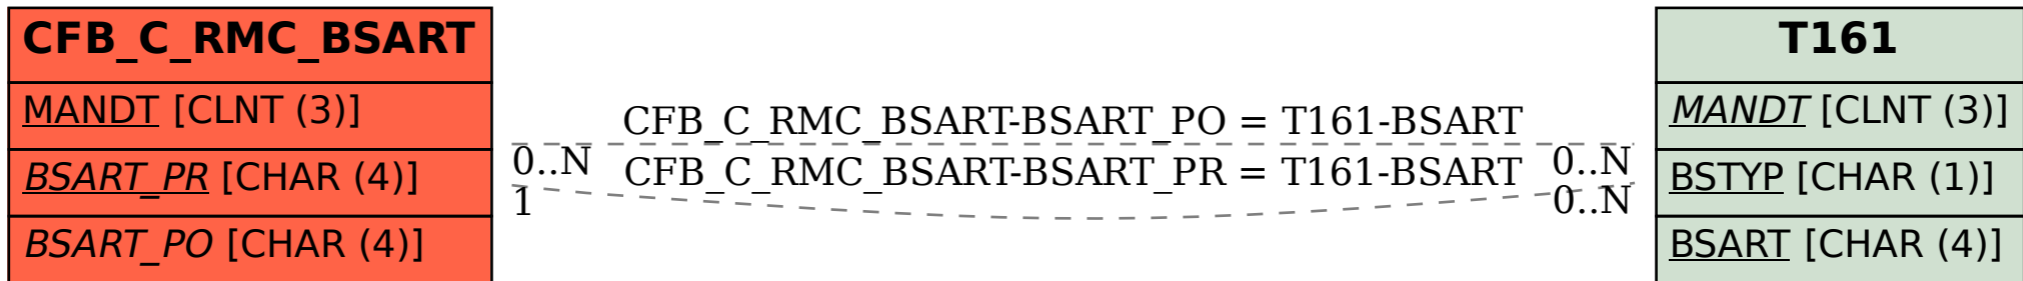 CFB_C_RMC_BSART
MANDT [CLNT (3)]
BSART_PR [CHAR (4)]
BSART_PO [CHAR (4)]
CFB_C_RMC_BSART-BSART_PO = T161-BSART
0..N
0..N
CFB_C_RMC_BSART-BSART_PR = T161-BSART
1
0..N
T161
MANDT [CLNT (3)]
BSTYP [CHAR (1)]
BSART [CHAR (4)]